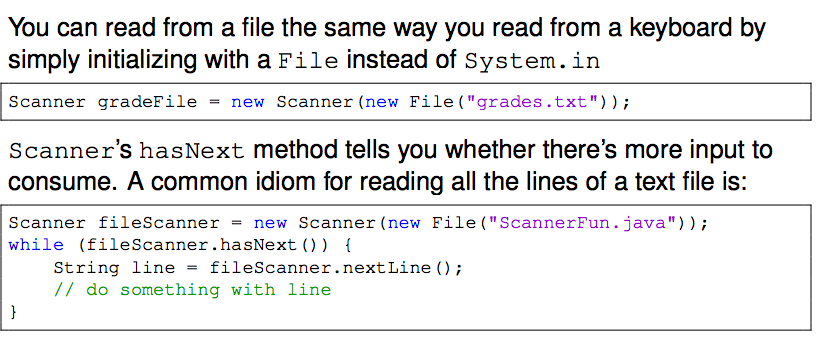 You can read from a file the same way you read from a keyboard by
simply initializing with a File instead of System.in
Scanner gradeFile = new Scanner(new File("grades.txt"));
Scanner's hasNext method tells you whether there's more input to
consume. A common idiom for reading all the lines of a text file is:
Scanner fileScanner = new Scanner(new File("ScannerFun.java"));
while (fileScanner.hasNext()) {
    String line = fileScanner.nextLine();
    // do something with line
}